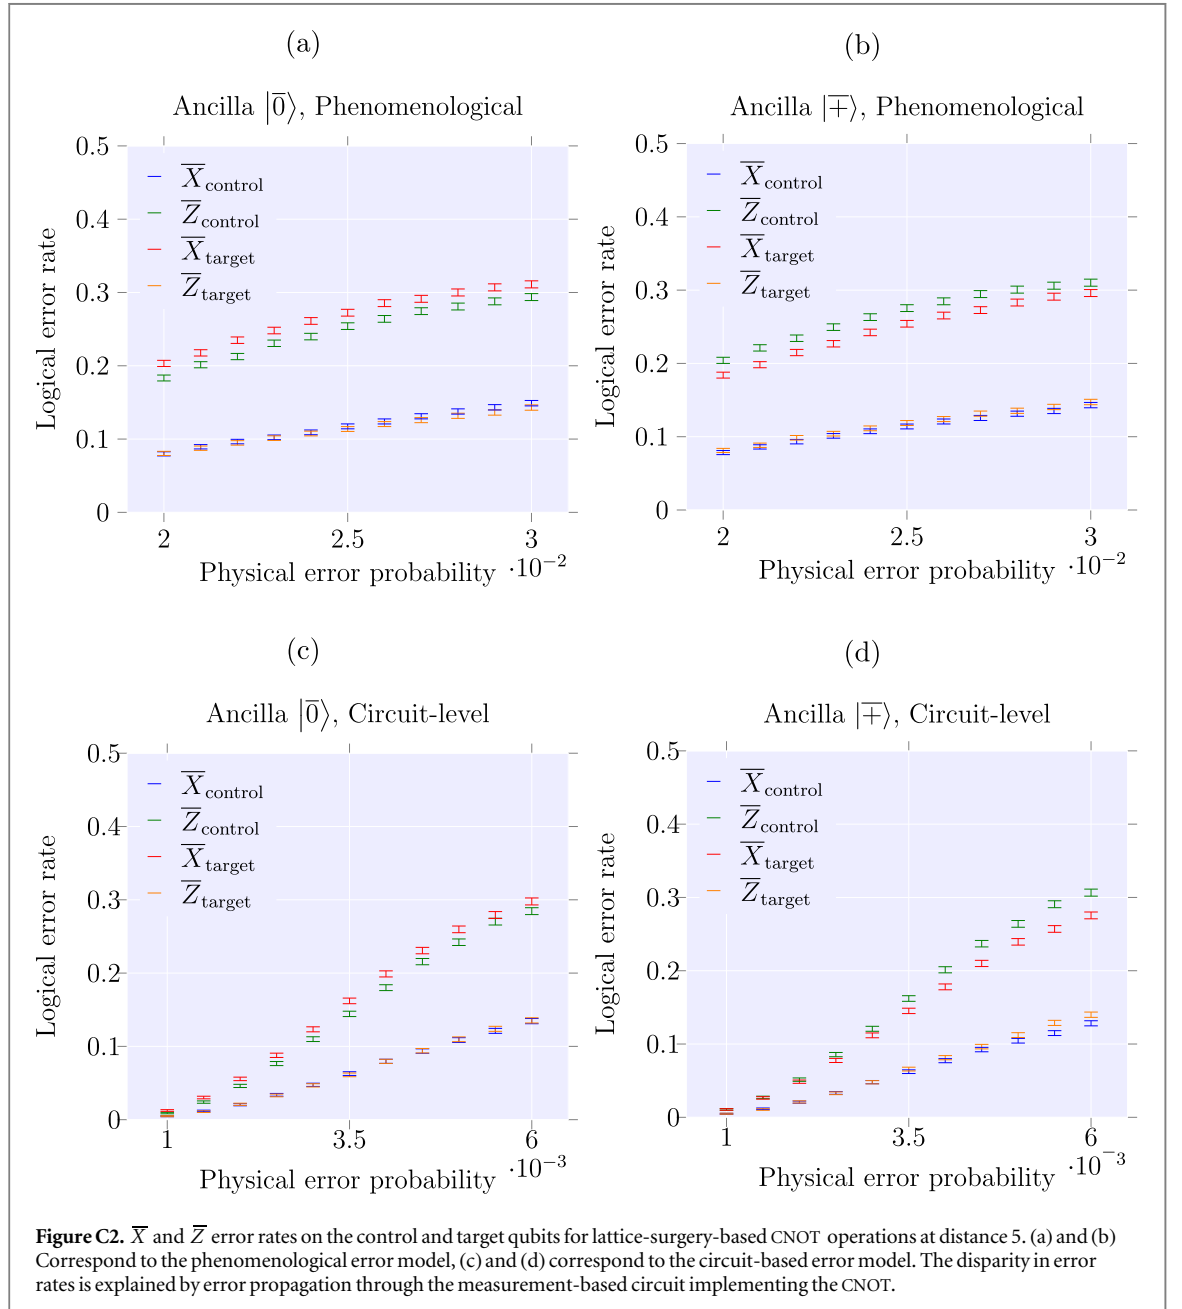 (a)
Ancilla |0̅⟩, Phenomenological
0.5
0.4
0.3
0.2
0.1
0
Logical error rate
X̅control
Z̅control
X̅target
Z̅target
2 2.5 3
Physical error probability ·10⁻²
(b)
Ancilla |+̅⟩, Phenomenological
0.5
0.4
0.3
0.2
0.1
0
Logical error rate
X̅control
Z̅control
X̅target
Z̅target
2 2.5 3
Physical error probability ·10⁻²
(c)
Ancilla |0̅⟩, Circuit-level
0.5
0.4
0.3
0.2
0.1
0
Logical error rate
X̅control
Z̅control
X̅target
Z̅target
1 3.5 6
Physical error probability ·10⁻³
(d)
Ancilla |+̅⟩, Circuit-level
0.5
0.4
0.3
0.2
0.1
0
Logical error rate
X̅control
Z̅control
X̅target
Z̅target
1 3.5 6
Physical error probability ·10⁻³
Figure C2. X̅ and Z̅ error rates on the control and target qubits for lattice-surgery-based CNOT operations at distance 5. (a) and (b)
Correspond to the phenomenological error model, (c) and (d) correspond to the circuit-based error model. The disparity in error
rates is explained by error propagation through the measurement-based circuit implementing the CNOT.